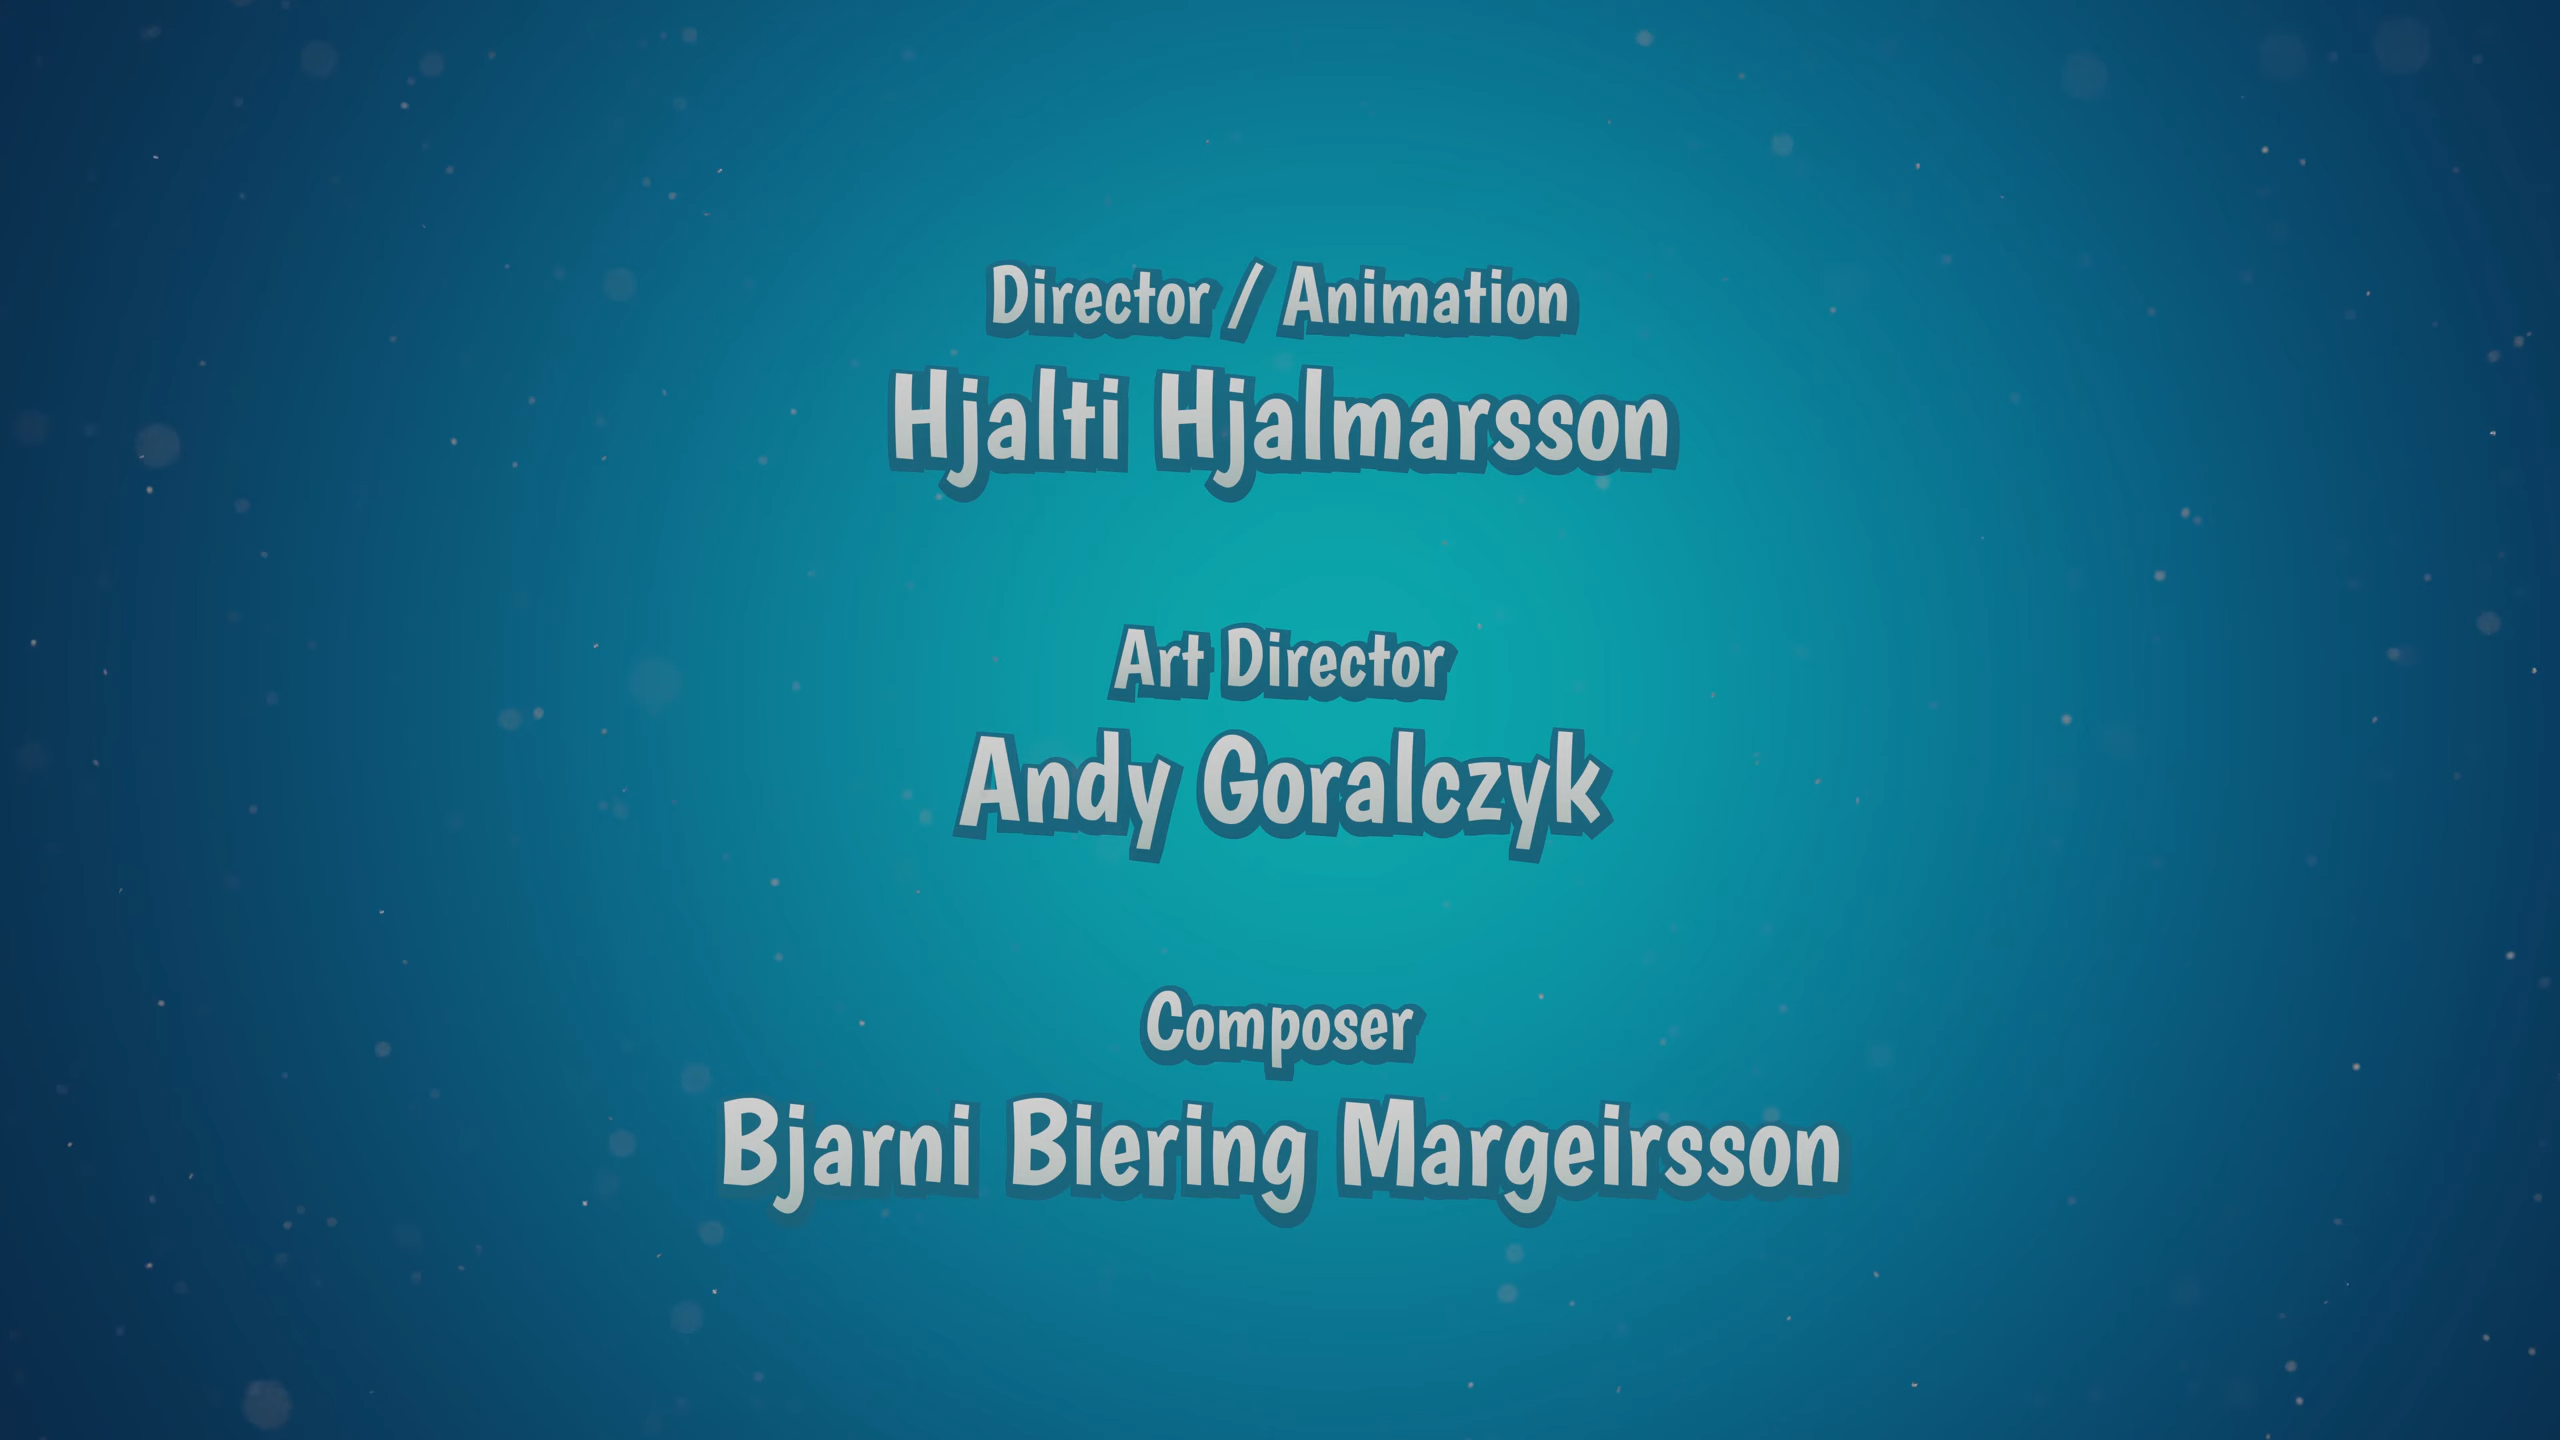 Director / Animation
Hjalti Hjalmarsson
Art Director
Andy Goralczyk
Composer
Bjarni Biering Margeirsson